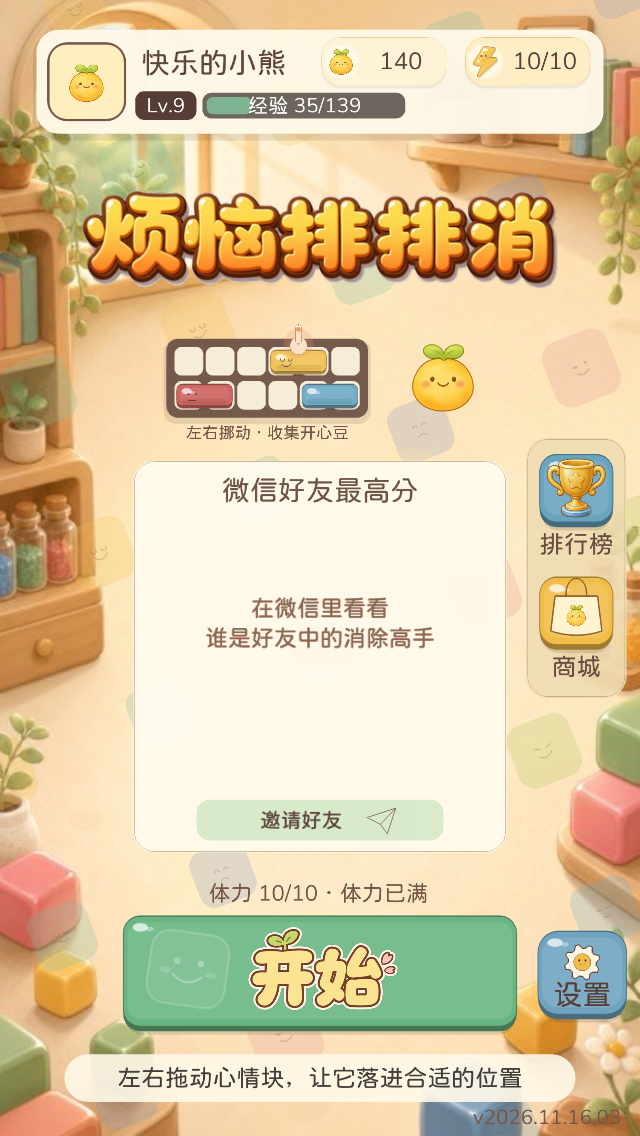 快乐的小熊
140
10/10
Lv.9
经验 35/139
烦恼排排消
左右挪动 · 收集开心豆
微信好友最高分
在微信里看看
谁是好友中的消除高手
排行榜
商城
邀请好友
体力 10/10 · 体力已满
开始
设置
左右拖动心情块，让它落进合适的位置
v2026.11.16.03